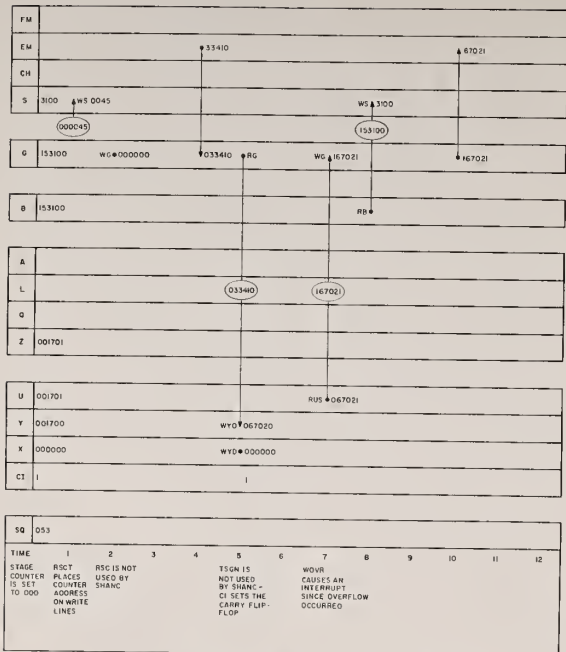 FM
EM 33410 67021
CH
S 3100 WS 0045 WS 3100
000045 153100
G 153100 WG 000000 033410 RG WG 167021 167021
B 153100 RB
A
L 033410 167021
Q
Z 001701
U 001701 RUS 067021
Y 001700 WYD 067020
X 000000 WYD 000000
CI 1 1
SQ 053
TIME 1 2 3 4 5 6 7 8 9 10 11 12
STAGE RSCT RSC IS NOT TSGN IS WOVR
COUNTER PLACES USED BY NOT USED CAUSES AN
IS SET COUNTER SHANC BY SHANC - INTERRUPT
TO 000 ADDRESS CI SETS THE SINCE OVERFLOW
ON WRITE CARRY FLIP- OCCURRED
LINES FLOP